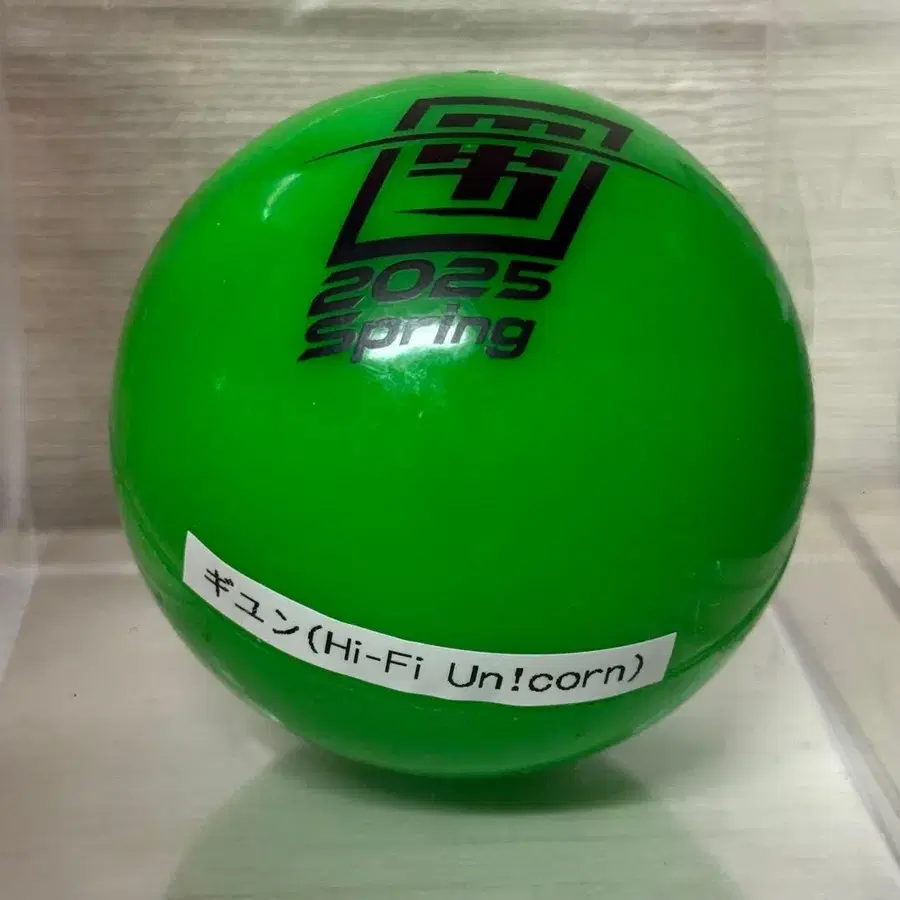 2025
Spring
ギュン(Hi-Fi Un!corn)